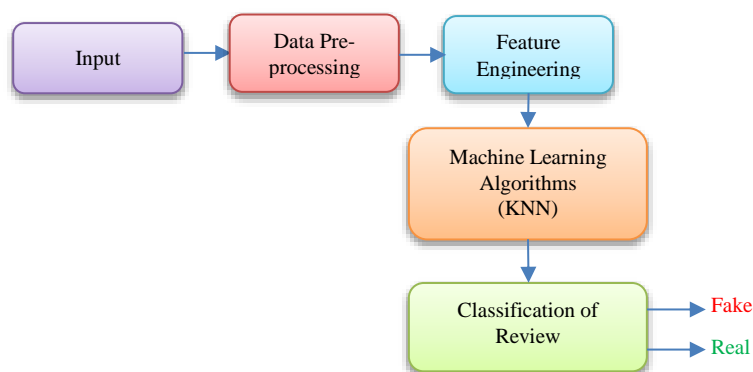 Input
Data Pre-
processing
Feature
Engineering
Machine Learning
Algorithms
(KNN)
Classification of
Review
Fake
Real